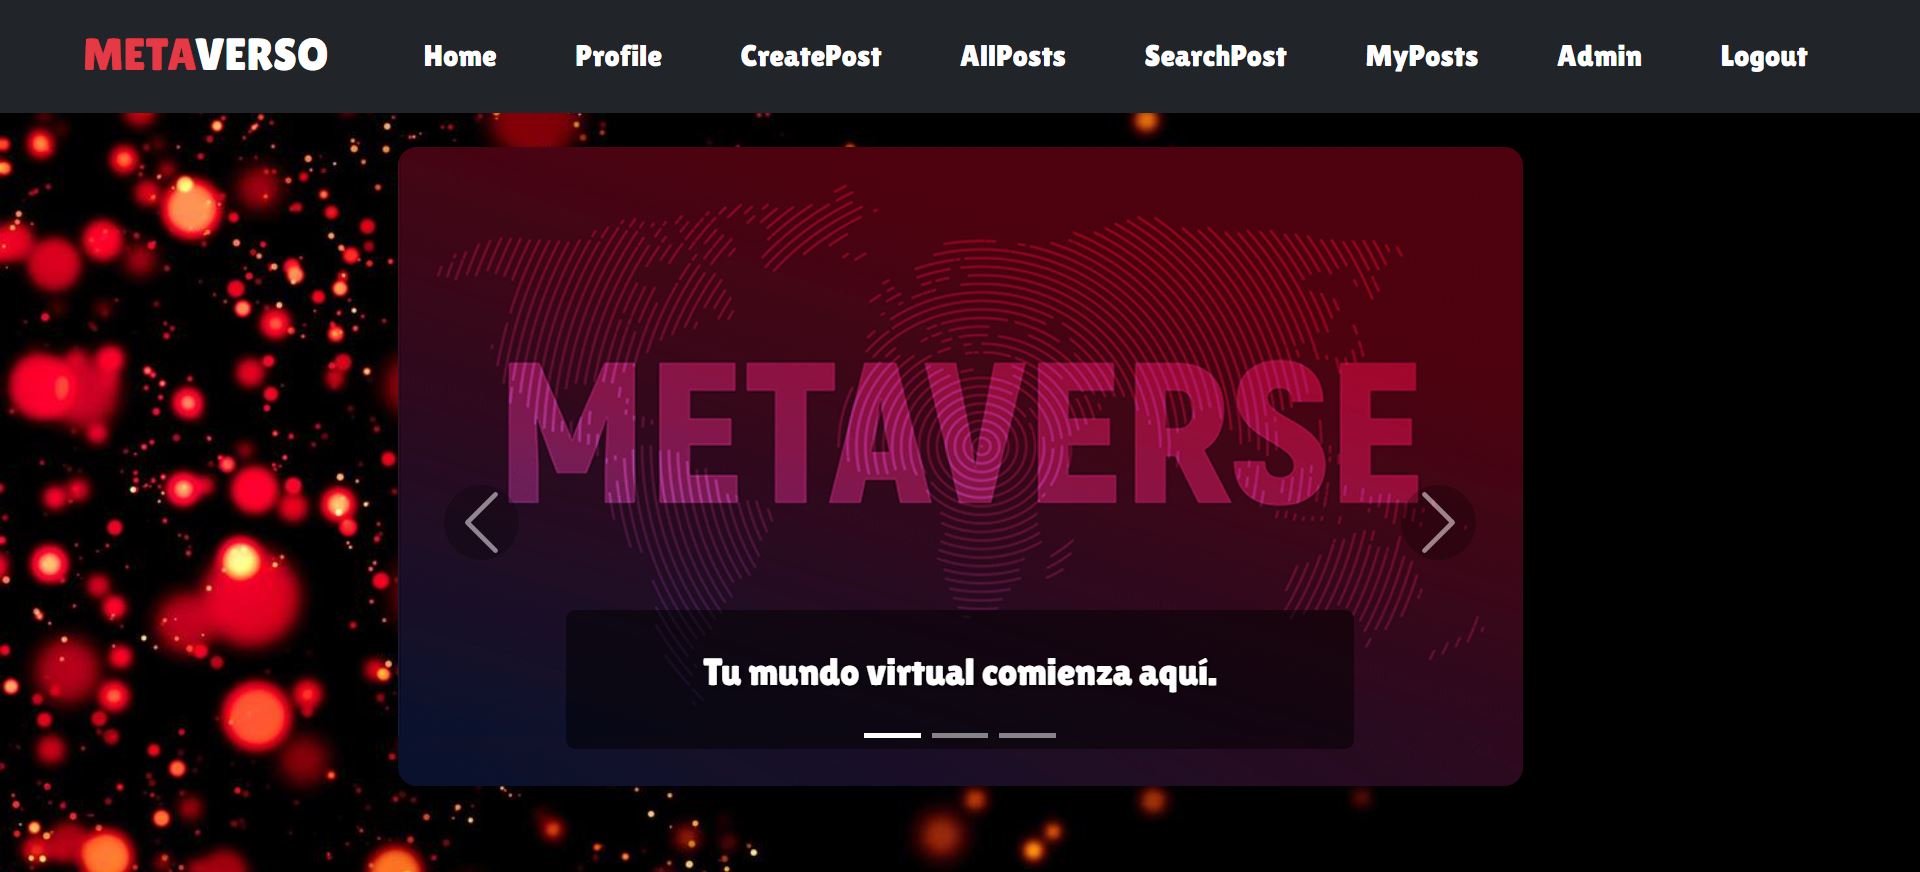 METAVERSO Home Profile CreatePost AllPosts SearchPost MyPosts Admin Logout
METAVERSE
Tu mundo virtual comienza aquí.